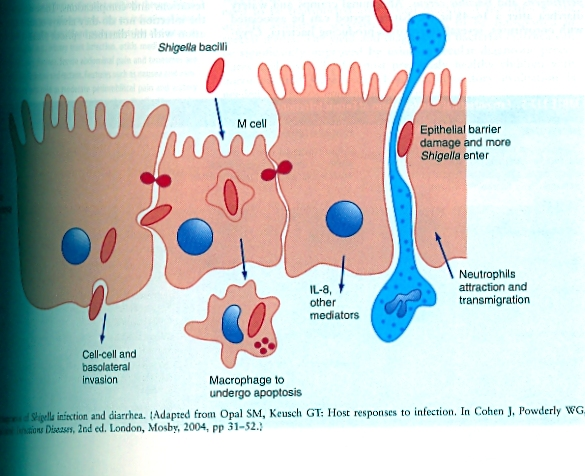 Shigella bacilli
M cell
Epithelial barrier
damage and more
Shigella enter
Neutrophils
attraction and
transmigration
IL-8,
other
mediators
Cell-cell and
basolateral
invasion
Macrophage to
undergo apoptosis
of Shigella infection and diarrhea. (Adapted from Opal SM, Keusch GT: Host responses to infection. In Cohen J, Powderly WG,
Diseases, 2nd ed. London, Mosby, 2004, pp 31–52.)